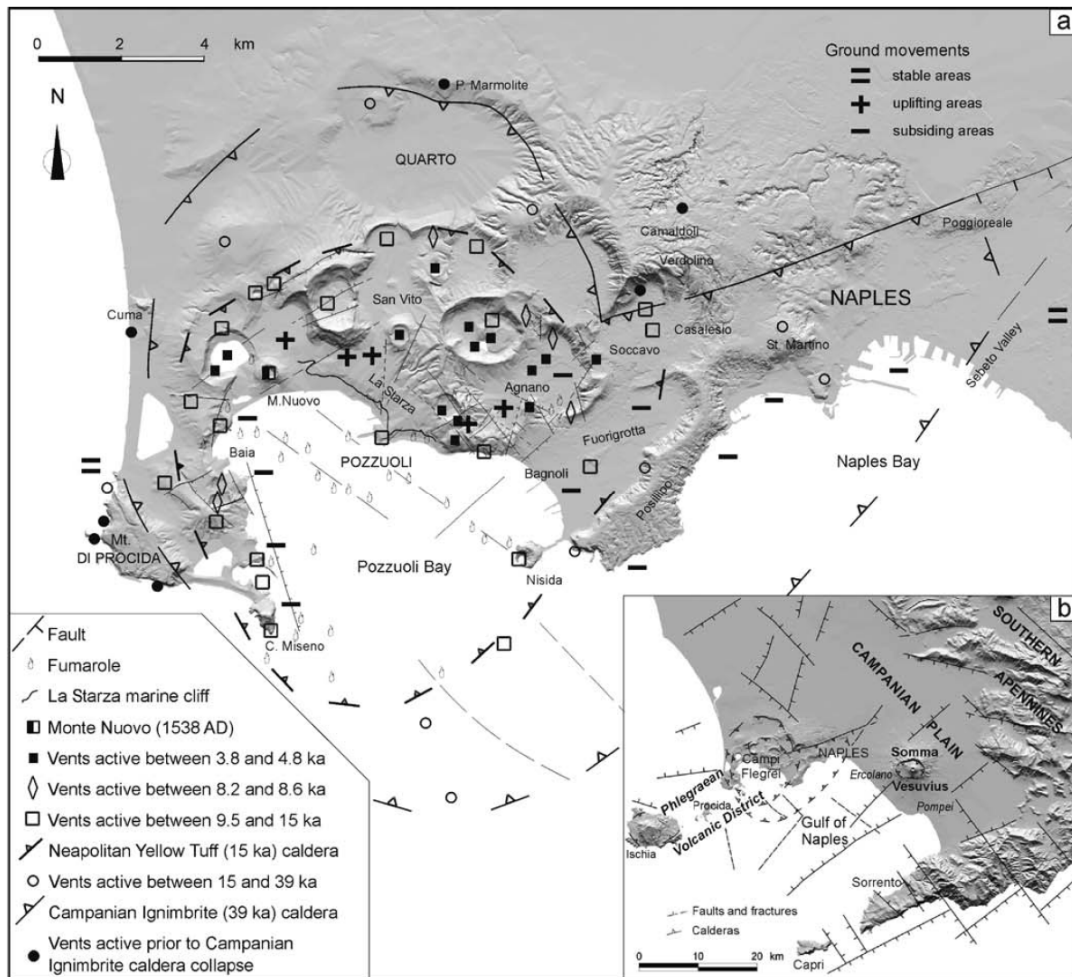 a
0 2 4 km
N
Ground movements
stable areas
uplifting areas
subsiding areas
P. Marmolite
QUARTO
Camaldoli
Poggioreale
Verdolino
San Vito
NAPLES
Cuma
Casalesio
St. Martino
Soccavo
Sebeto Valley
La Starza
Agnano
M.Nuovo
Fuorigrotta
POZZUOLI
Baia
Bagnoli
Posillipo
Naples Bay
Mt.
DI PROCIDA
Pozzuoli Bay
Nisida
C. Miseno
Fault
Fumarole
La Starza marine cliff
Monte Nuovo (1538 AD)
Vents active between 3.8 and 4.8 ka
Vents active between 8.2 and 8.6 ka
Vents active between 9.5 and 15 ka
Neapolitan Yellow Tuff (15 ka) caldera
Vents active between 15 and 39 ka
Campanian Ignimbrite (39 ka) caldera
Vents active prior to Campanian
Ignimbrite caldera collapse
b
SOUTHERN
APENNINES
CAMPANIAN PLAIN
NAPLES
Campi
Flegrei
Somma
Vesuvius
Ercolano
Pompei
Phlegraean
Volcanic District
Procida
Gulf of
Naples
Ischia
Sorrento
Faults and fractures
Calderas
0 10 20
km
Capri